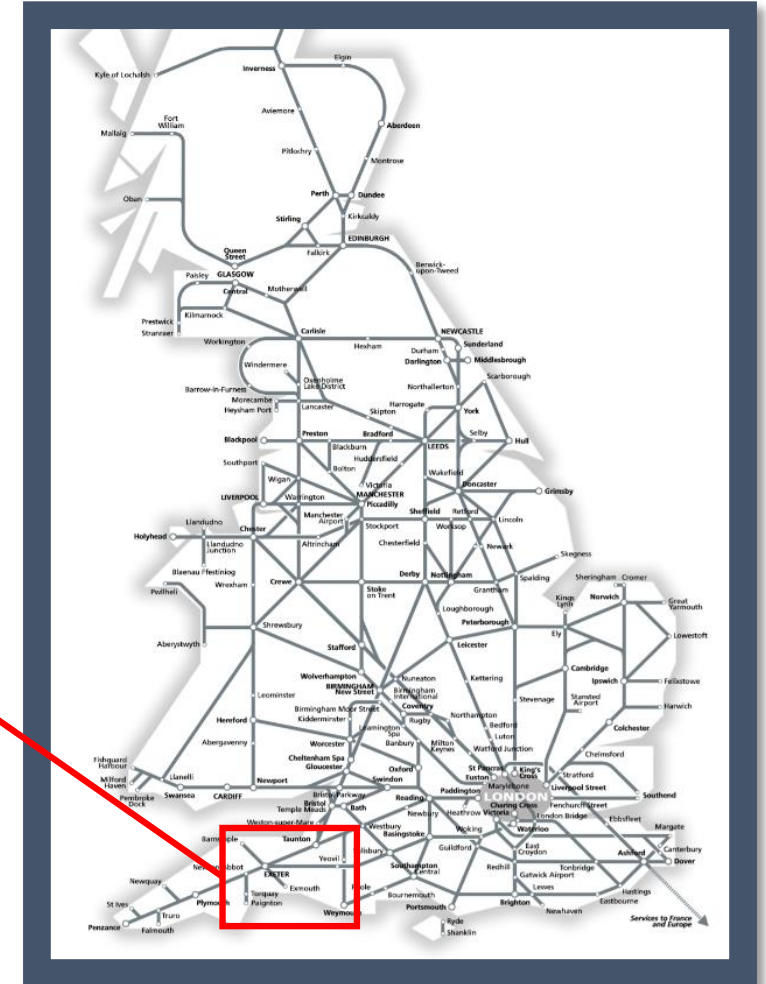 Elgin
Kyle of Lochalsh
Inverness
Aviemore
Aberdeen
Fort
William
Mallaig
Pitlochry
Montrose
Perth
Dundee
Oban
Kirkcaldy
Stirling
EDINBURGH
Queen
Street
Falkirk
Berwick-
upon-Tweed
Paisley
GLASGOW
Central
Motherwell
Kilmarnock
Prestwick
Stranraer
Carlisle
NEWCASTLE
Workington
Hexham
Sunderland
Durham
Darlington
Middlesbrough
Windermere
Scarborough
Oxenholme
Lake District
Barrow-in-Furness
Northallerton
Morecambe
Heysham Port
Lancaster
Harrogate
York
Skipton
Blackpool
Preston
Bradford
Selby
Blackburn
LEEDS
Hull
Huddersfield
Southport
Bolton
Wakefield
Wigan
Victoria
Doncaster
MANCHESTER
Piccadilly
LIVERPOOL
Warrington
Grimsby
Manchester
Airport
Sheffield
Retford
Llandudno
Stockport
Worksop
Lincoln
Holyhead
Chester
Llandudno
Junction
Altrincham
Chesterfield
Newark
Skegness
Blaenau Ffestiniog
Wrexham
Crewe
Derby
Nottingham
Spalding
Sheringham
Cromer
Pwllheli
Stoke
on Trent
Grantham
Kings
Lynn
Norwich
Great
Yarmouth
Loughborough
Shrewsbury
Peterborough
Ely
Lowestoft
Aberystwyth
Stafford
Leicester
Wolverhampton
Cambridge
BIRMINGHAM
New Street
Nuneaton
Kettering
Ipswich
Felixstowe
Birmingham
International
Leominster
Stevenage
Stansted
Airport
Birmingham Moor Street
Coventry
Harwich
Kidderminster
Rugby
Northampton
Hereford
Leamington
Spa
Bedford
Colchester
Worcester
Banbury
Milton
Keynes
Luton
Abergavenny
Watford Junction
Chelmsford
Cheltenham Spa
Gloucester
Fishguard
Harbour
Oxford
St Pancras
King's
Cross
Euston
Stratford
Milford
Haven
Llanelli
Newport
Swindon
Marylebone
Liverpool Street
Pembroke
Dock
Swansea
CARDIFF
Bristol Parkway
Paddington
LONDON
Southend
Bristol
Temple Meads
Bath
Reading
Heathrow
Charing Cross
Fenchurch Street
Newbury
Victoria
London Bridge
Ebbsfleet
Weston-super-Mare
Westbury
Basingstoke
Woking
Waterloo
Margate
Barnstaple
Taunton
Salisbury
Guildford
East
Croydon
Canterbury
Yeovil
Ashford
Dover
Newton Abbot
EXETER
Southampton
Central
Redhill
Tonbridge
Gatwick Airport
Newquay
Exmouth
Poole
Lewes
Hastings
St Ives
Torquay
Bournemouth
Eastbourne
Plymouth
Paignton
Portsmouth
Brighton
Newhaven
Truro
Weymouth
Penzance
Falmouth
Ryde
Shanklin
Services to France
and Europe